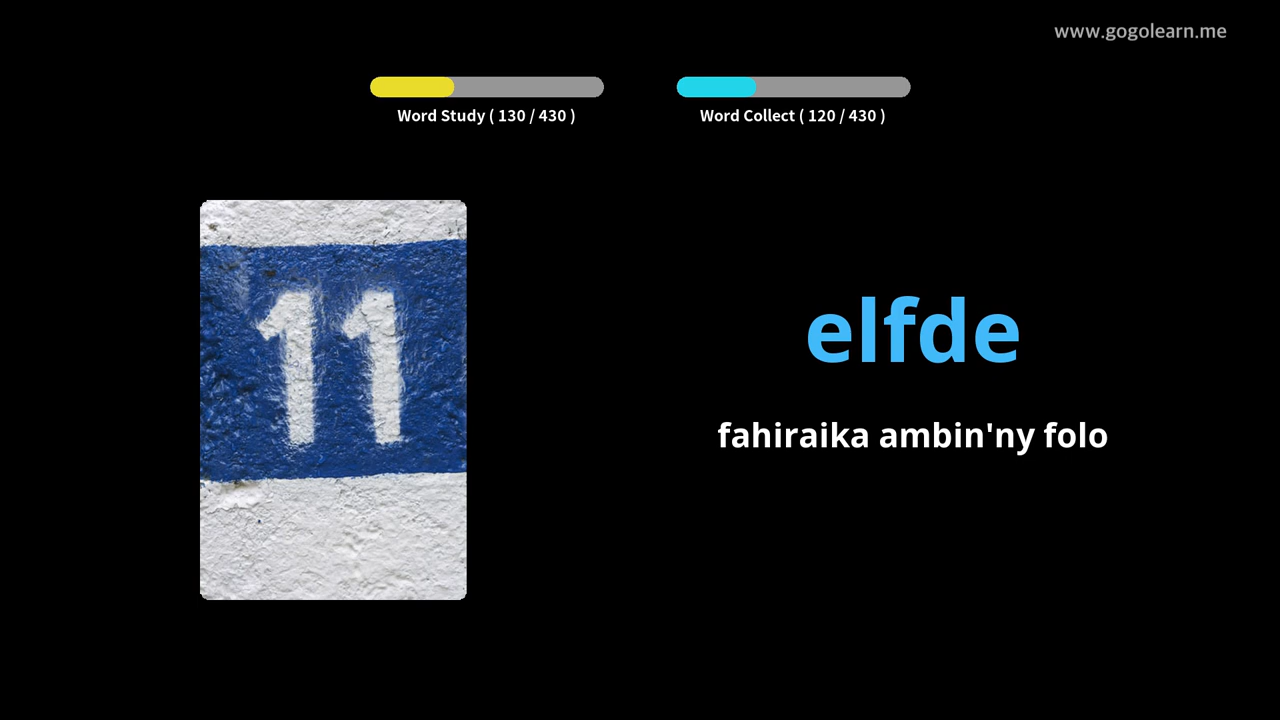 www.gogolearn.me
Word Study ( 130 / 430 )
Word Collect ( 120 / 430 )
11
elfde
fahiraika ambin'ny folo